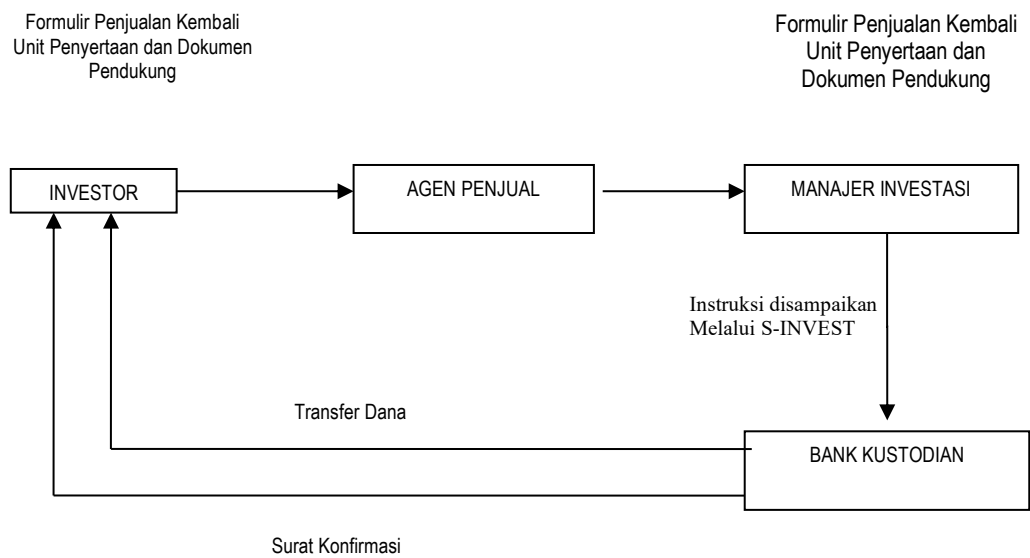 Formulir Penjualan Kembali
Unit Penyertaan dan Dokumen
Pendukung
Formulir Penjualan Kembali
Unit Penyertaan dan
Dokumen Pendukung
INVESTOR
AGEN PENJUAL
MANAJER INVESTASI
Instruksi disampaikan
Melalui S-INVEST
Transfer Dana
BANK KUSTODIAN
Surat Konfirmasi